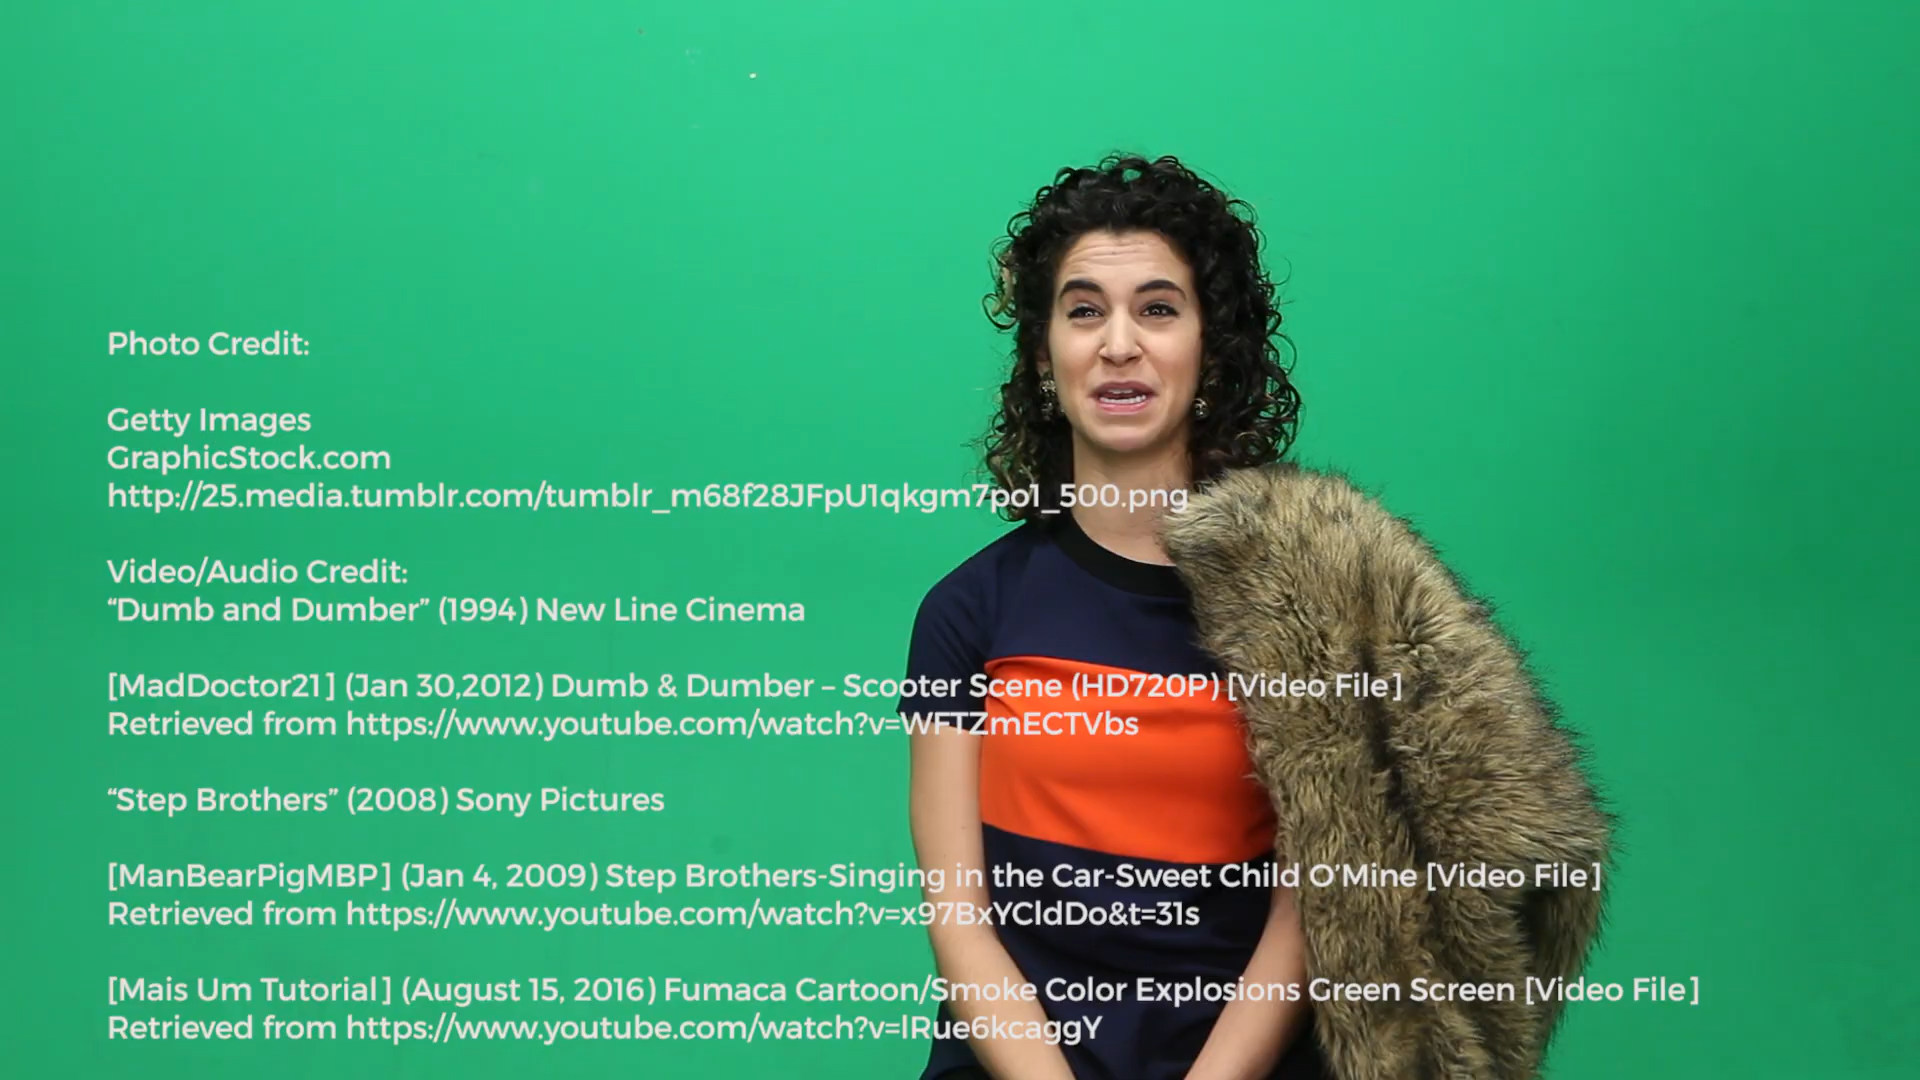 Photo Credit:
Getty Images
GraphicStock.com
http://25.media.tumblr.com/tumblr_m68f28JFpU1qkgm7po1_500.png
Video/Audio Credit:
“Dumb and Dumber” (1994) New Line Cinema
[MadDoctor21] (Jan 30,2012) Dumb & Dumber – Scooter Scene (HD720P) [Video File]
Retrieved from https://www.youtube.com/watch?v=WFTZmECTVbs
“Step Brothers” (2008) Sony Pictures
[ManBearPigMBP] (Jan 4, 2009) Step Brothers-Singing in the Car-Sweet Child O’Mine [Video File]
Retrieved from https://www.youtube.com/watch?v=x97BxYCldDo&t=31s
[Mais Um Tutorial] (August 15, 2016) Fumaca Cartoon/Smoke Color Explosions Green Screen [Video File]
Retrieved from https://www.youtube.com/watch?v=lRue6kcaggY